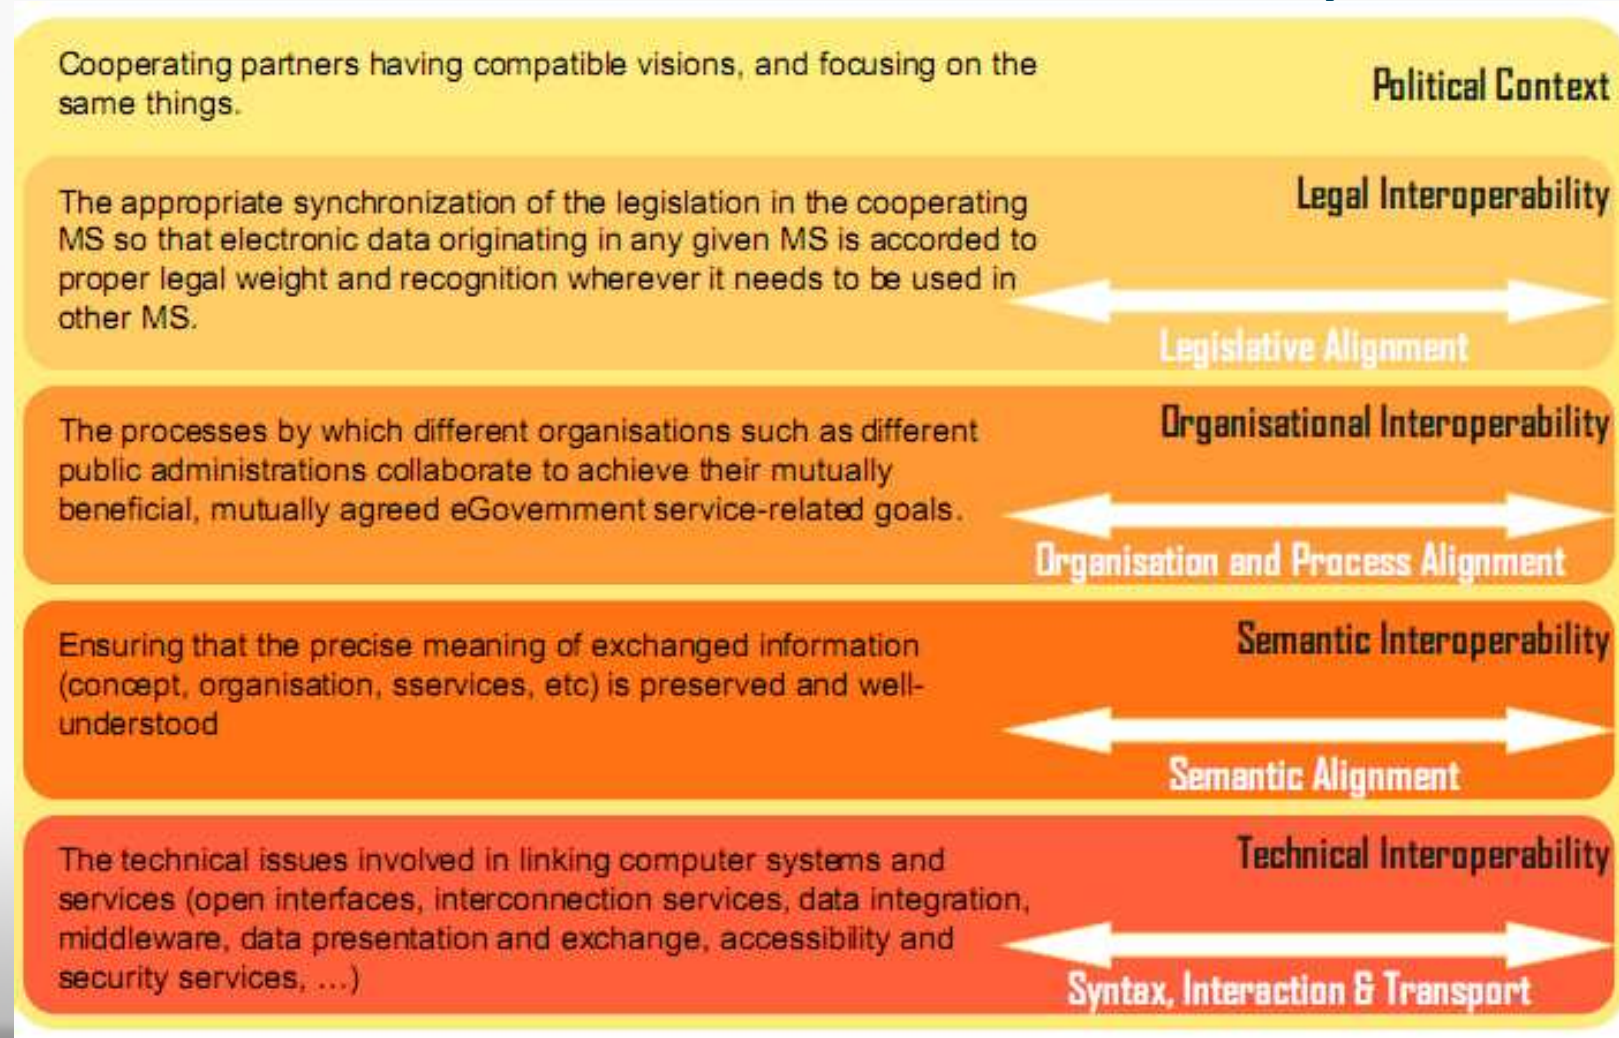 Cooperating partners having compatible visions, and focusing on the
same things.
Political Context
The appropriate synchronization of the legislation in the cooperating
MS so that electronic data originating in any given MS is accorded to
proper legal weight and recognition wherever it needs to be used in
other MS.
Legal Interoperability
Legislative Alignment
The processes by which different organisations such as different
public administrations collaborate to achieve their mutually
beneficial, mutually agreed eGovernment service-related goals.
Organisational Interoperability
Organisation and Process Alignment
Ensuring that the precise meaning of exchanged information
(concept, organisation, sservices, etc) is preserved and well-
understood
Semantic Interoperability
Semantic Alignment
The technical issues involved in linking computer systems and
services (open interfaces, interconnection services, data integration,
middleware, data presentation and exchange, accessibility and
security services, …)
Technical Interoperability
Syntax, Interaction & Transport